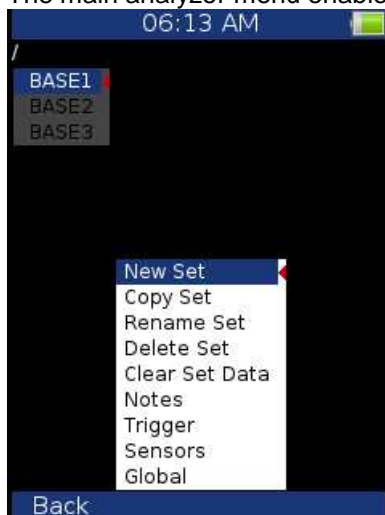 The main analyzer menu enable
06:13 AM
/
BASE1
BASE2
BASE3
New Set
Copy Set
Rename Set
Delete Set
Clear Set Data
Notes
Trigger
Sensors
Global
Back